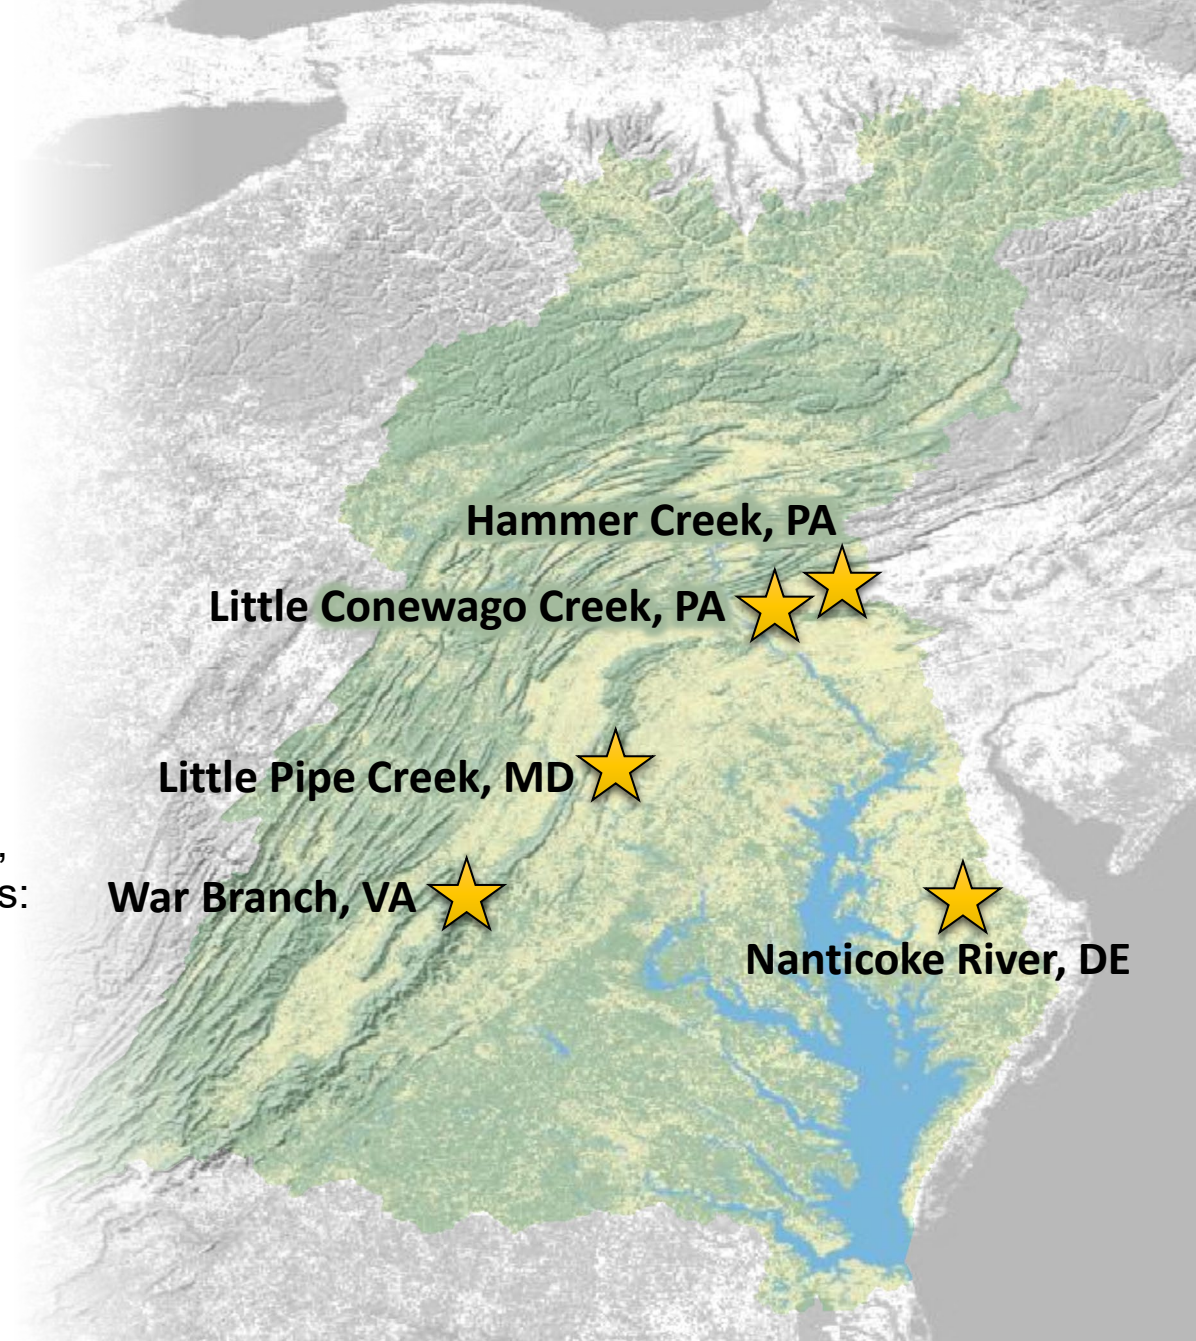 Hammer Creek, PA
Little Conewago Creek, PA
Little Pipe Creek, MD
,
s:
War Branch, VA
Nanticoke River, DE